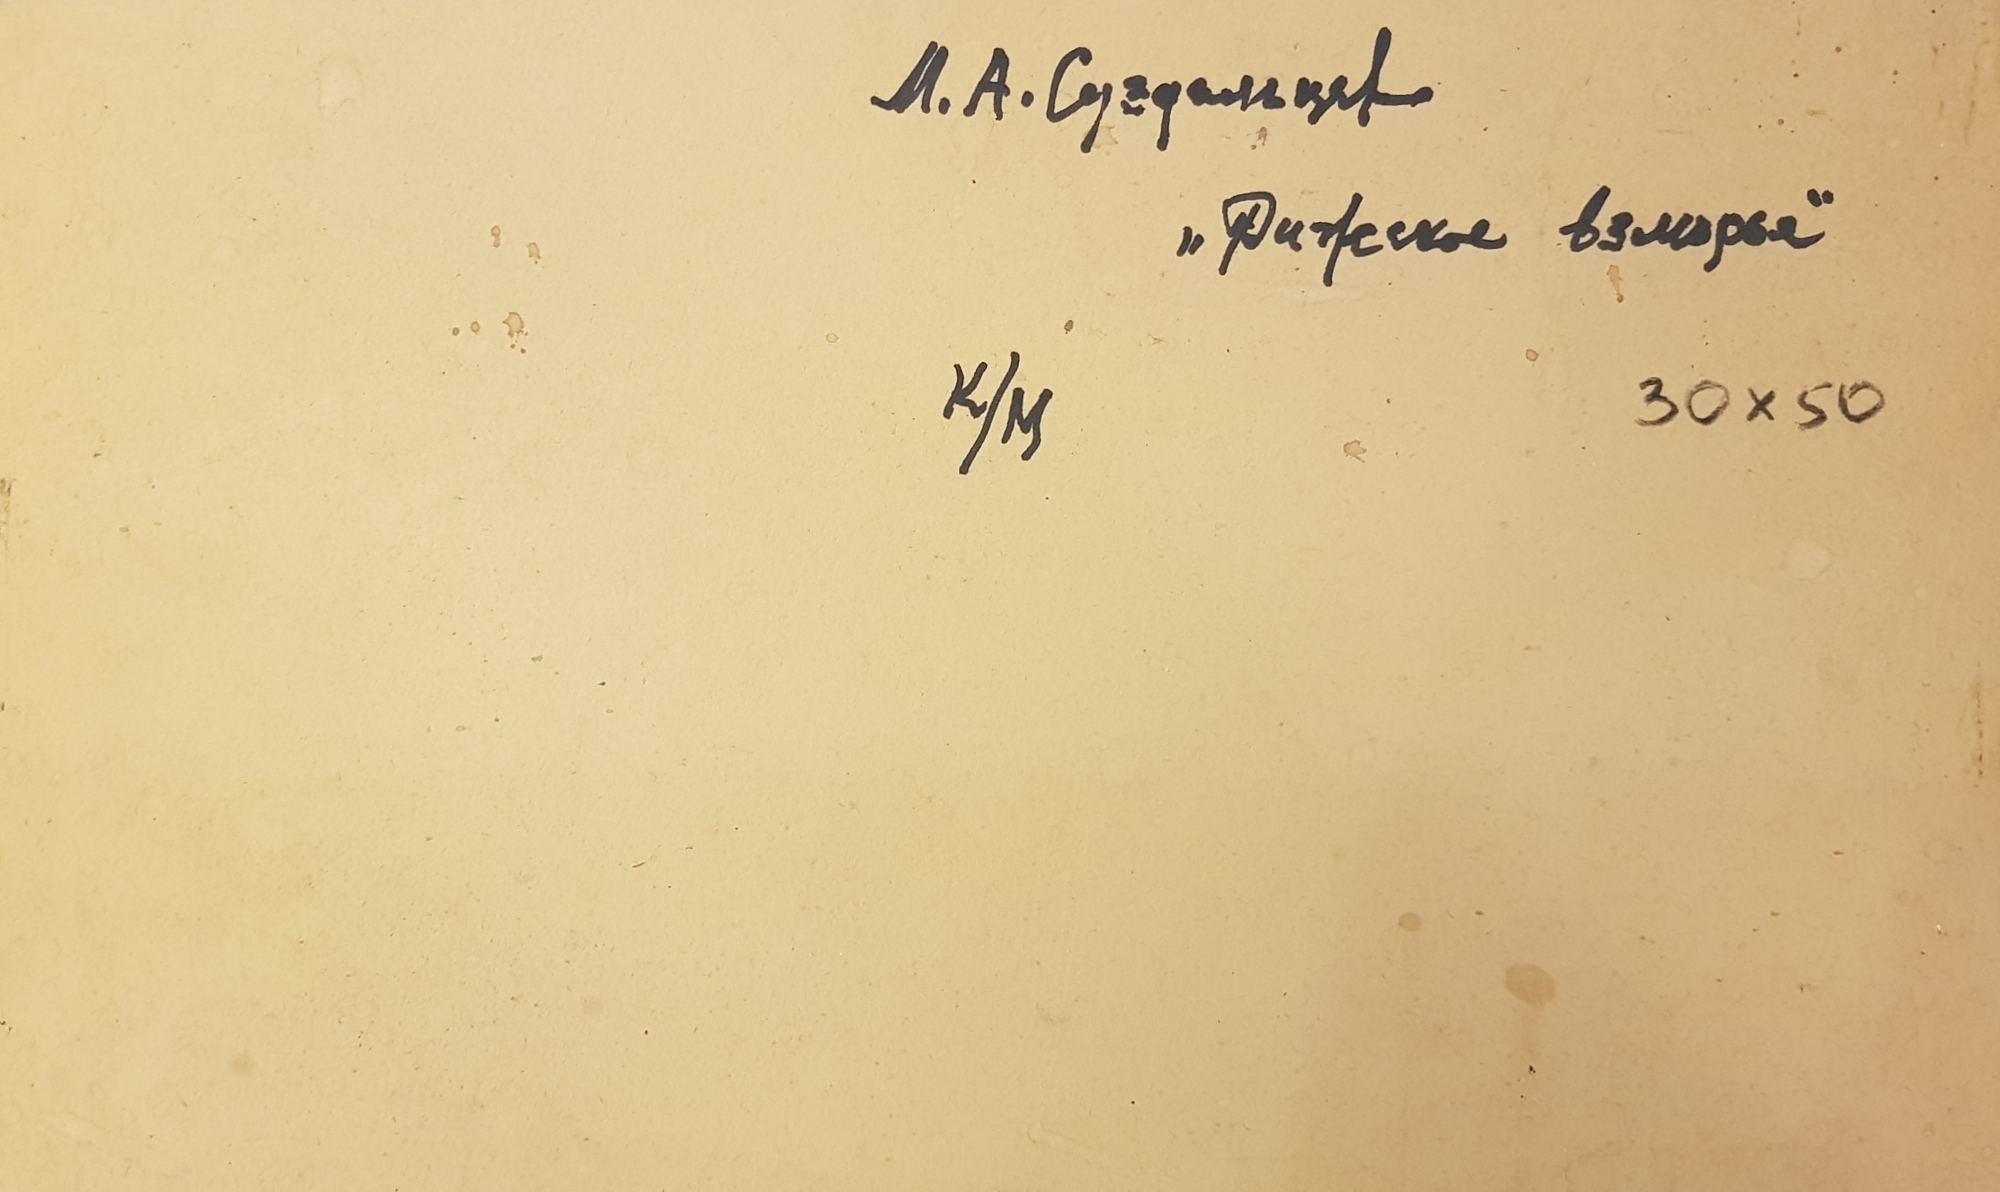 М. А. Суздальцев
„Рижское взморье“
К/М 30 x 50